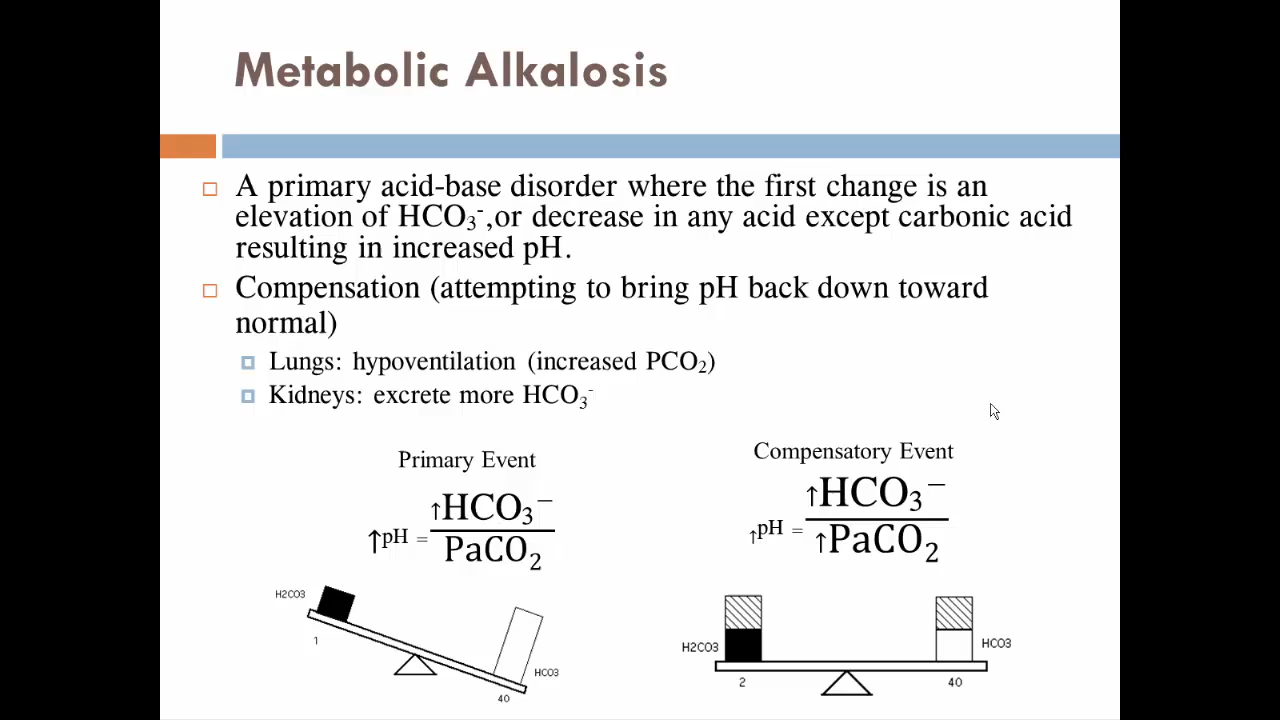 Metabolic Alkalosis
A primary acid-base disorder where the first change is an
elevation of HCO₃⁻,or decrease in any acid except carbonic acid
resulting in increased pH.
Compensation (attempting to bring pH back down toward
normal)
Lungs: hypoventilation (increased PCO₂)
Kidneys: excrete more HCO₃⁻
Primary Event
↑pH = ↑HCO₃⁻
PaCO₂
H2CO3
1
HCO3
40
Compensatory Event
↑pH = ↑HCO₃⁻
↑PaCO₂
H2CO3
HCO3
2
40